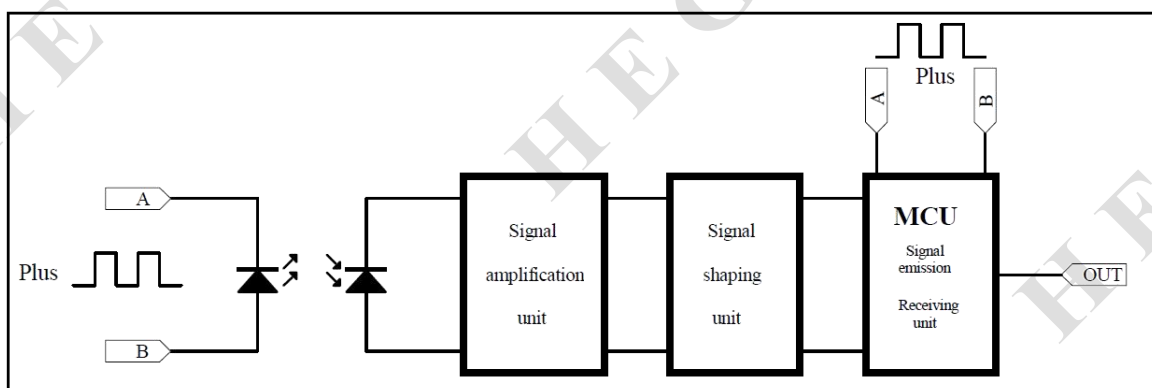 Plus
A
B
A
Plus
B
Signal
amplification
unit
Signal
shaping
unit
MCU
Signal
emission
Receiving
unit
OUT
H E
H E